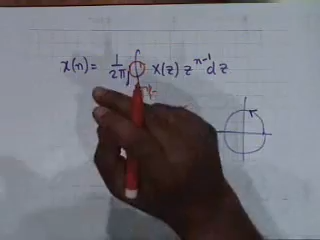 x(n) = 1/2πj ∮ X(z) z^{n-1} dz